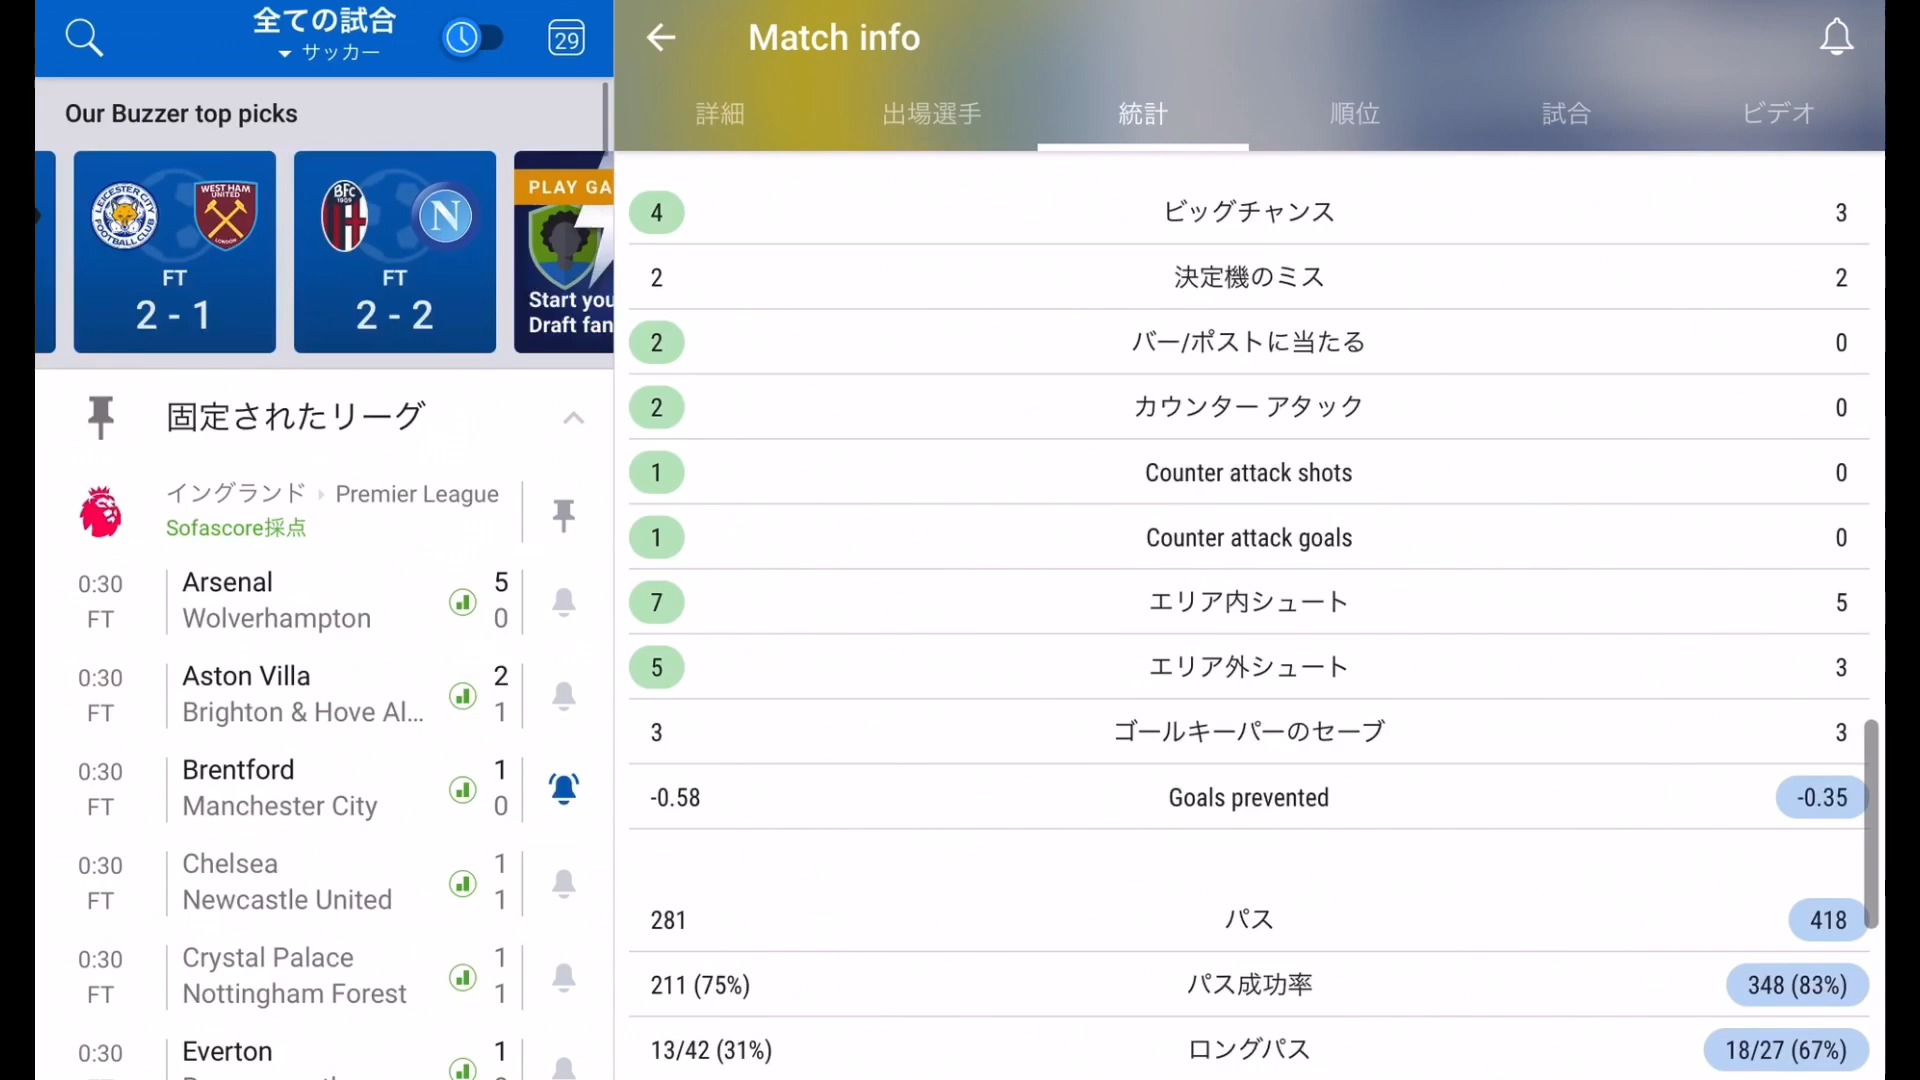 全ての試合
サッカー
29
Our Buzzer top picks
LEICESTER CITY
FOOTBALL CLUB
WEST HAM
UNITED
LONDON
FT
2 - 1
BFC
1909
N
FT
2 - 2
PLAY GA
Start you
Draft fan
固定されたリーグ
イングランド Premier League
Sofascore採点
0:30 Arsenal 5
FT Wolverhampton 0
0:30 Aston Villa 2
FT Brighton & Hove Al... 1
0:30 Brentford 1
FT Manchester City 0
0:30 Chelsea 1
FT Newcastle United 1
0:30 Crystal Palace 1
FT Nottingham Forest 1
0:30 Everton 1
Match info
詳細 出場選手 統計 順位 試合 ビデオ
4 ビッグチャンス 3
2 決定機のミス 2
2 バー/ポストに当たる 0
2 カウンター アタック 0
1 Counter attack shots 0
1 Counter attack goals 0
7 エリア内シュート 5
5 エリア外シュート 3
3 ゴールキーパーのセーブ 3
-0.58 Goals prevented -0.35
281 パス 418
211 (75%) パス成功率 348 (83%)
13/42 (31%) ロングパス 18/27 (67%)